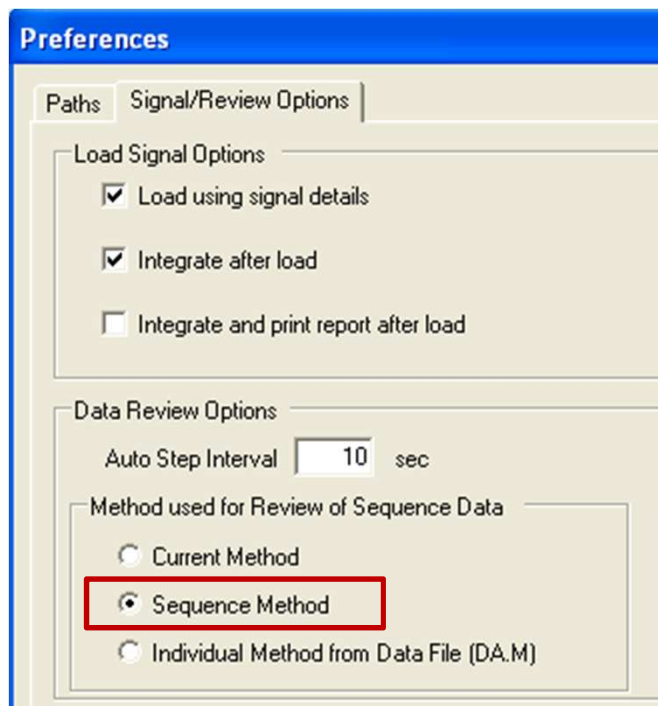 Preferences
Paths
Signal/Review Options
Load Signal Options
Load using signal details
Integrate after load
Integrate and print report after load
Data Review Options
Auto Step Interval 10 sec
Method used for Review of Sequence Data
Current Method
Sequence Method
Individual Method from Data File (DA.M)